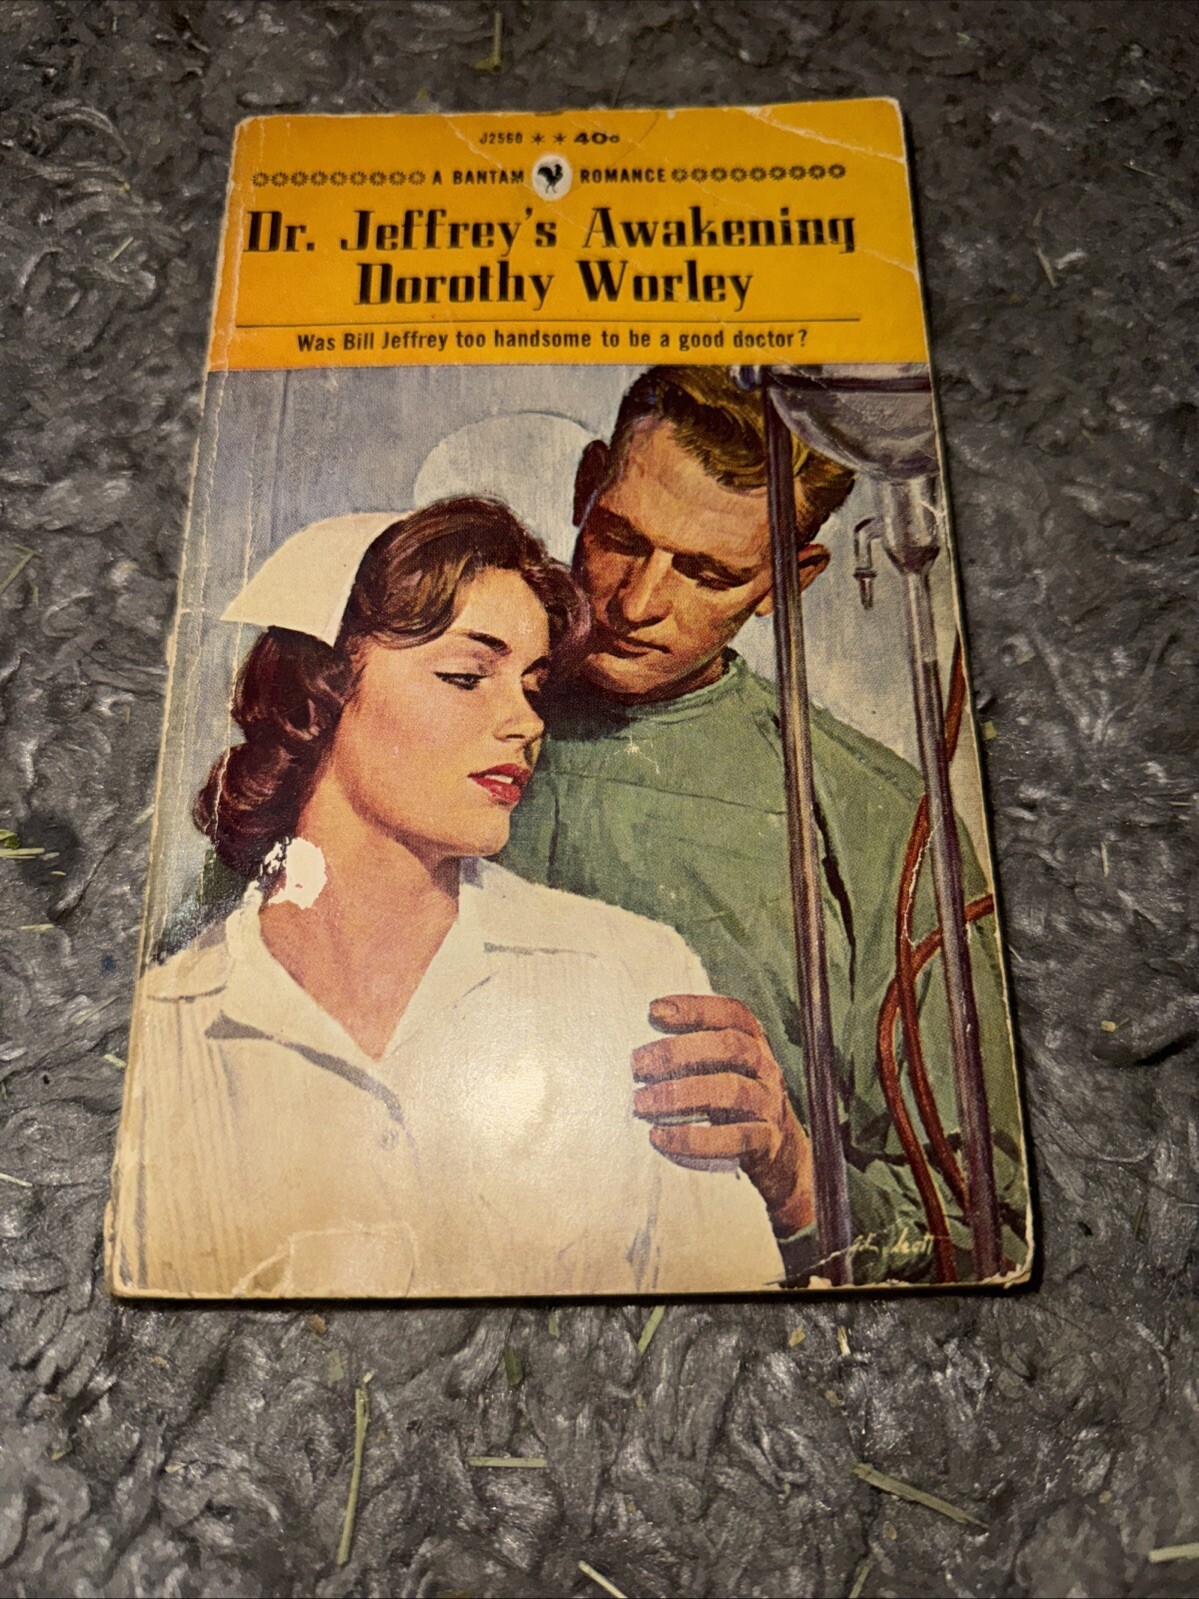 J2560 * * 40¢
A BANTAM ROMANCE
Dr. Jeffrey's Awakening
Dorothy Worley
Was Bill Jeffrey too handsome to be a good doctor?